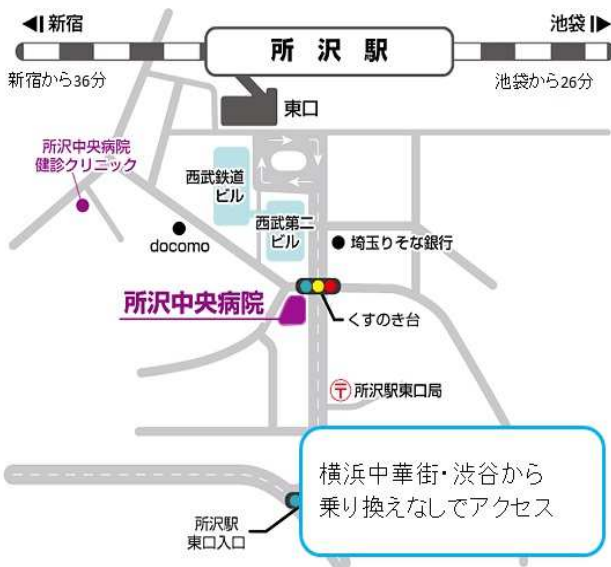 新宿
池袋
所沢駅
新宿から36分
池袋から26分
東口
所沢中央病院
健診クリニック
西武鉄道
ビル
西武第二
ビル
docomo
埼玉りそな銀行
所沢中央病院
くすのき台
〒所沢駅東口局
横浜中華街・渋谷から
乗り換えなしでアクセス
所沢駅
東口入口